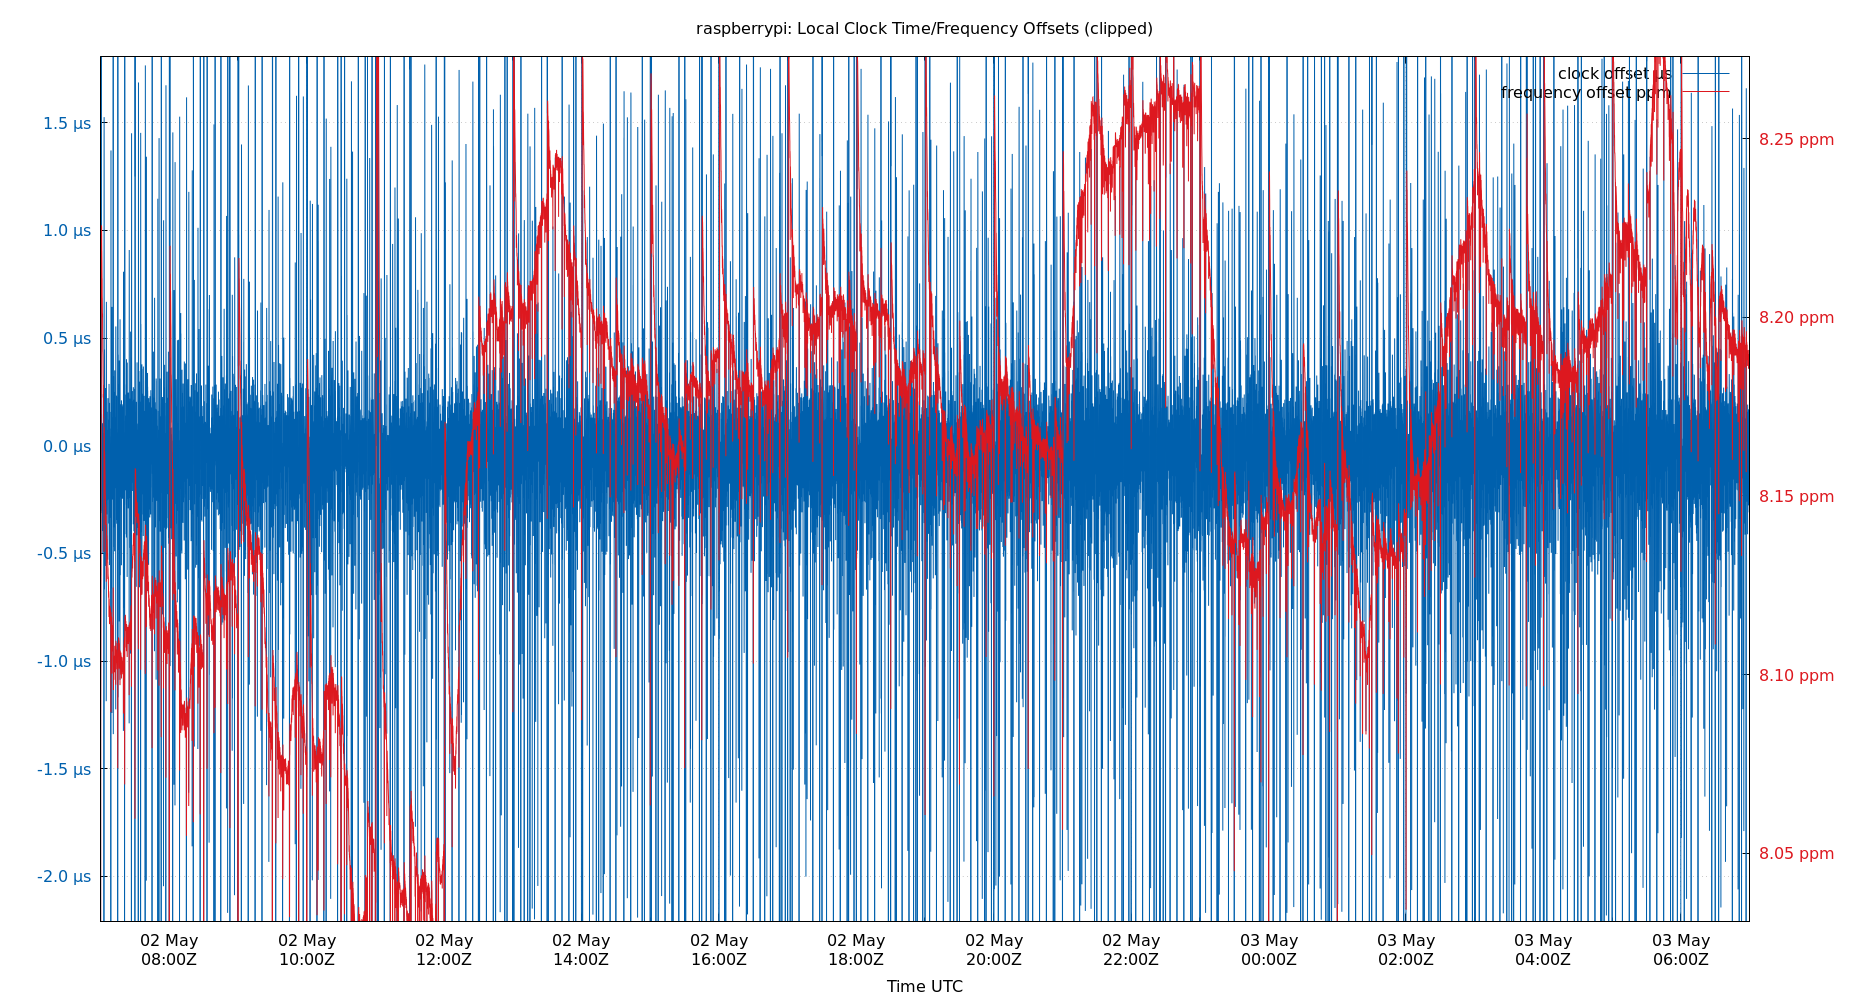 raspberrypi: Local Clock Time/Frequency Offsets (clipped)
clock offset µs
frequency offset ppm
1.5 µs
1.0 µs
0.5 µs
0.0 µs
-0.5 µs
-1.0 µs
-1.5 µs
-2.0 µs
8.25 ppm
8.20 ppm
8.15 ppm
8.10 ppm
8.05 ppm
02 May 02 May 02 May 02 May 02 May 02 May 02 May 02 May 03 May 03 May 03 May 03 May
08:00Z 10:00Z 12:00Z 14:00Z 16:00Z 18:00Z 20:00Z 22:00Z 00:00Z 02:00Z 04:00Z 06:00Z
Time UTC